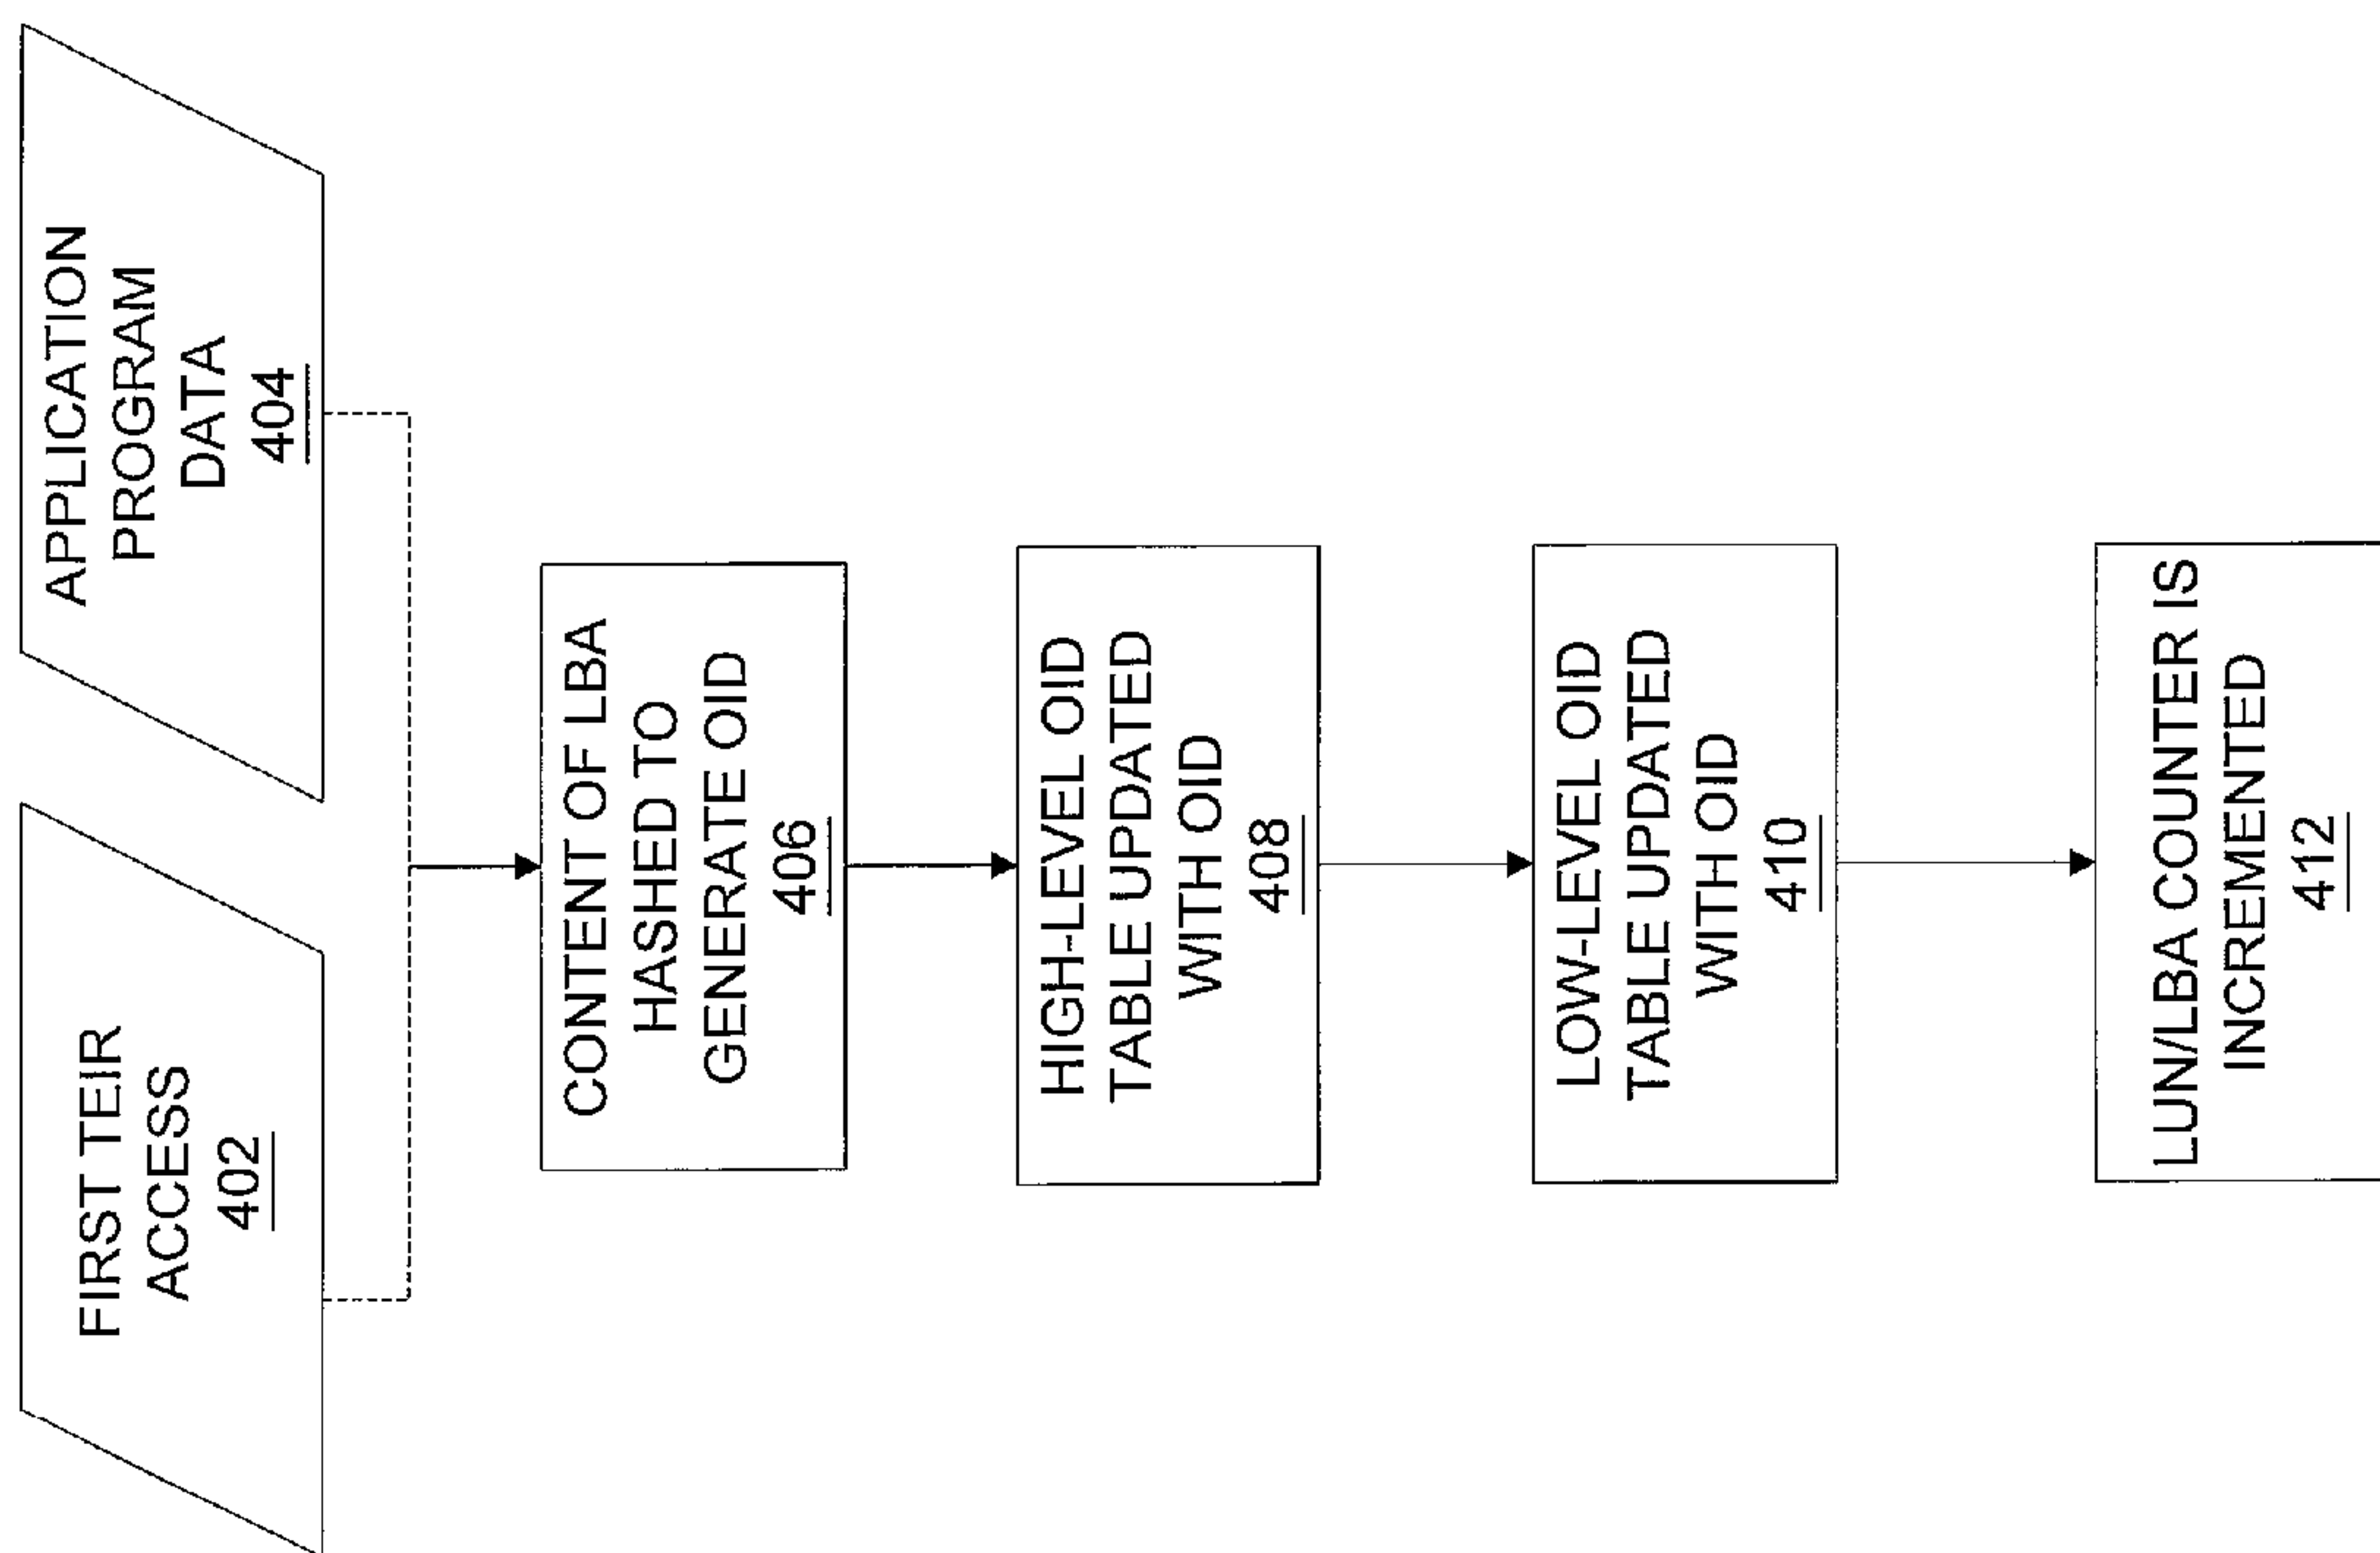 FIRST TEIR
ACCESS
402
APPLICATION
PROGRAM
DATA
404
CONTENT OF LBA
HASHED TO
GENERATE OID
406
HIGH-LEVEL OID
TABLE UPDATED
WITH OID
408
LOW-LEVEL OID
TABLE UPDATED
WITH OID
410
LUN/LBA COUNTER IS
INCREMENTED
412